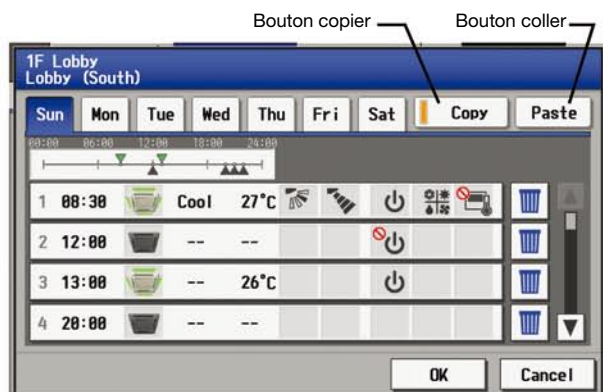 Bouton copier Bouton coller
1F Lobby
Lobby (South)
Sun Mon Tue Wed Thu Fri Sat Copy Paste
00:00 06:00 12:00 18:00 24:00
1 08:30 Cool 27°C
2 12:00 -- --
3 13:00 -- 26°C
4 20:00 -- --
OK Cancel